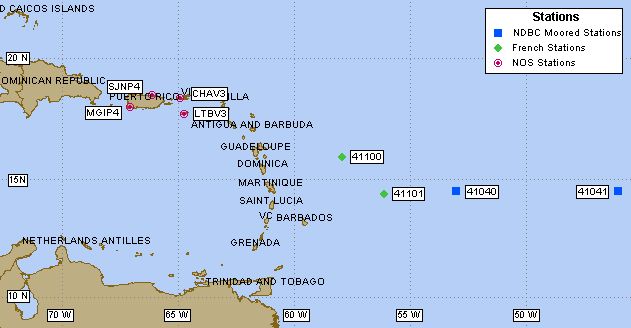 D CAICOS ISLANDS
Stations
NDBC Moored Stations
French Stations
NOS Stations
20 N
OMINICAN REPUBLIC
SJNP4
PUERTO RICO
VI
CHAV3
ILLA
MGIP4
LTBV3
ANTIGUA AND BARBUDA
GUADELOUPE
41100
DOMINICA
15N
MARTINIQUE
41101
41040
41041
SAINT LUCIA
VC
BARBADOS
NETHERLANDS ANTILLES
GRENADA
TRINIDAD AND TOBAGO
10 N
70 W
65 W
60 W
55 W
50 W